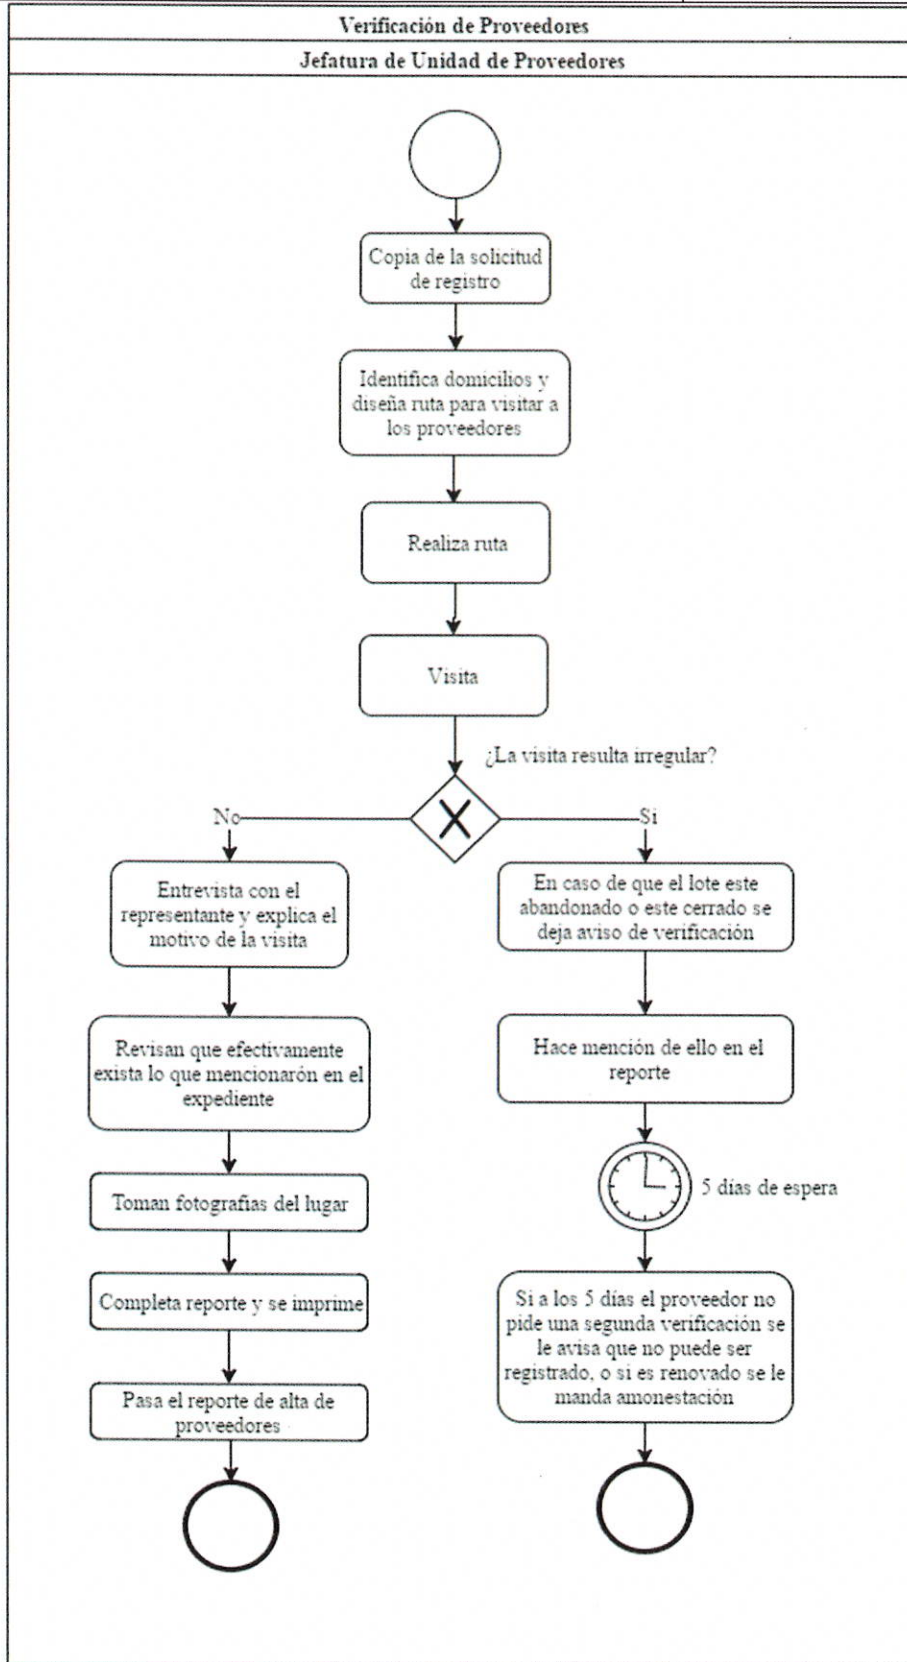 Verificación de Proveedores
Jefatura de Unidad de Proveedores
Copia de la solicitud
de registro
Identifica domicilios y
diseña ruta para visitar a
los proveedores
Realiza ruta
Visita
¿La visita resulta irregular?
No
Si
Entrevista con el
representante y explica el
motivo de la visita
Revisan que efectivamente
exista lo que mencionarón en el
expediente
Toman fotografías del lugar
Completa reporte y se imprime
Pasa el reporte de alta de
proveedores
En caso de que el lote este
abandonado o este cerrado se
deja aviso de verificación
Hace mención de ello en el
reporte
5 días de espera
Si a los 5 días el proveedor no
pide una segunda verificación se
le avisa que no puede ser
registrado, o si es renovado se le
manda amonestación